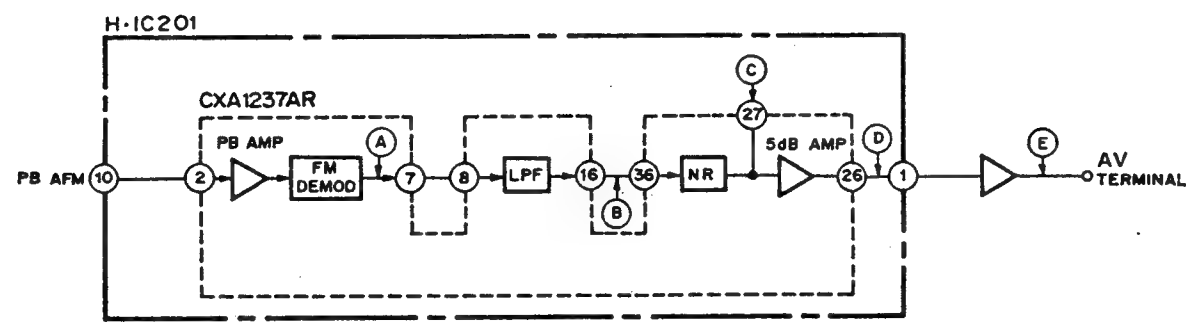 H·IC201
CXA1237AR
PB AMP
A
C
27
5dB AMP
D
E
PB AFM
10
2
FM
DEMOD
7
8
LPF
16
36
NR
26
1
AV
TERMINAL
B